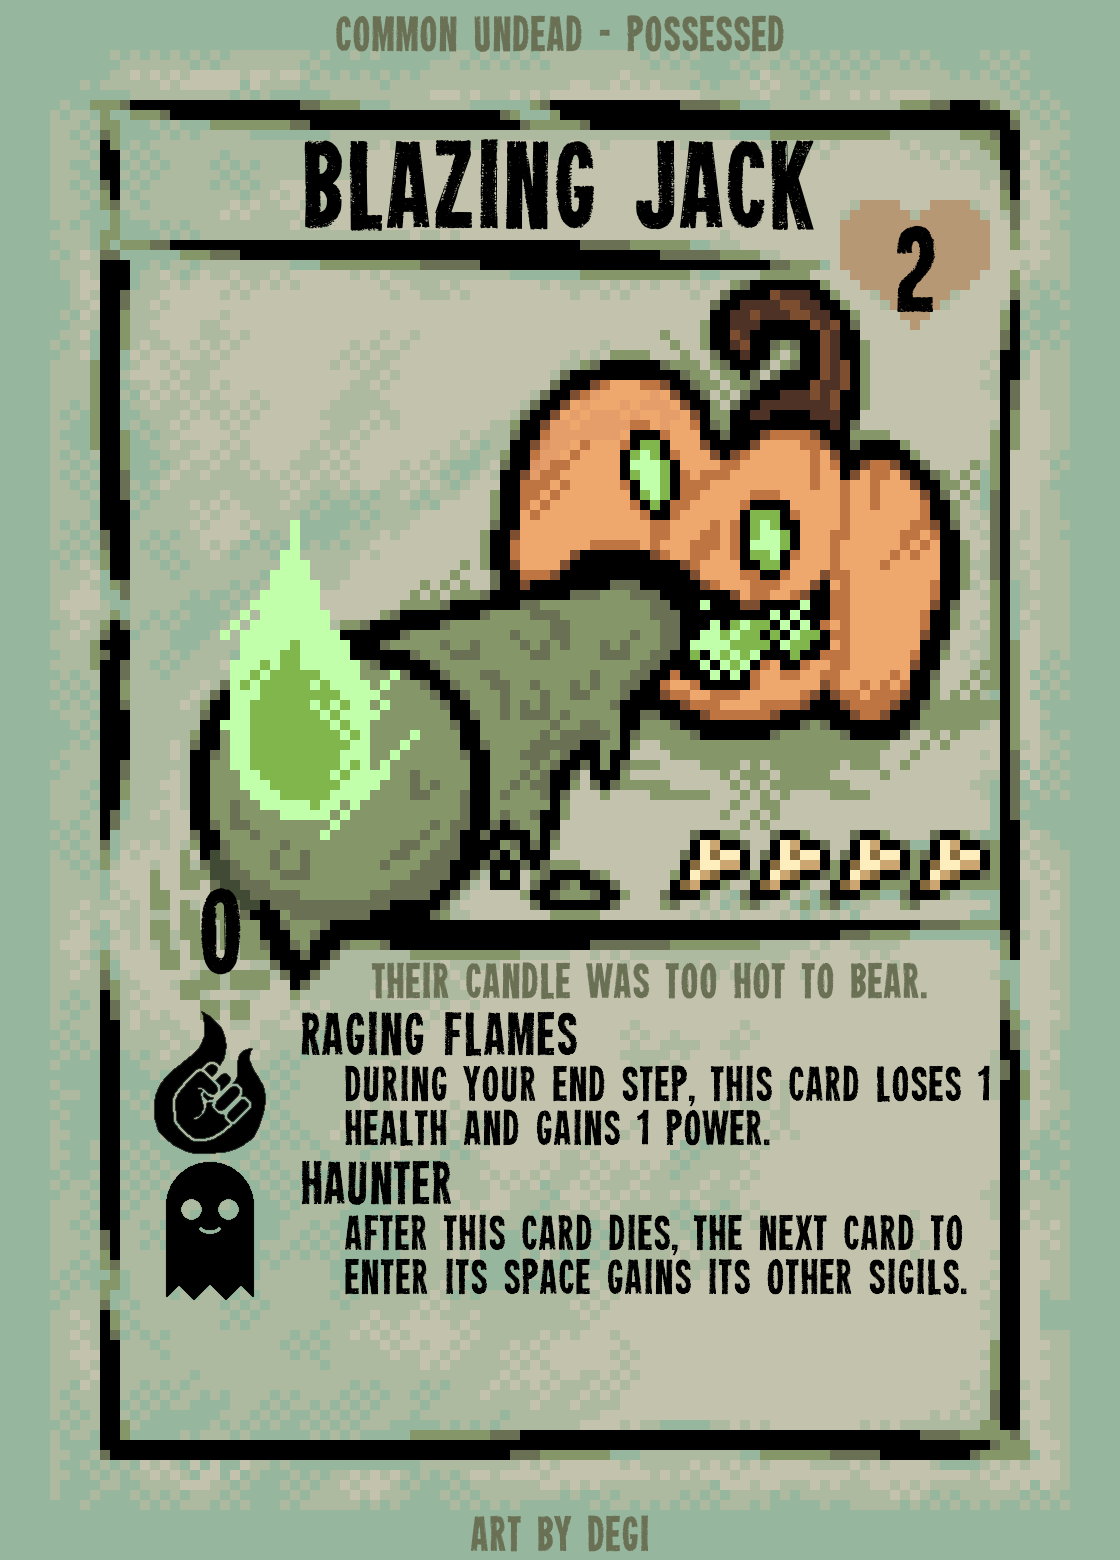 COMMON UNDEAD - POSSESSED
BLAZING JACK
2
0
THEIR CANDLE WAS TOO HOT TO BEAR.
RAGING FLAMES
DURING YOUR END STEP, THIS CARD LOSES 1
HEALTH AND GAINS 1 POWER.
HAUNTER
AFTER THIS CARD DIES, THE NEXT CARD TO
ENTER ITS SPACE GAINS ITS OTHER SIGILS.
ART BY DEGI